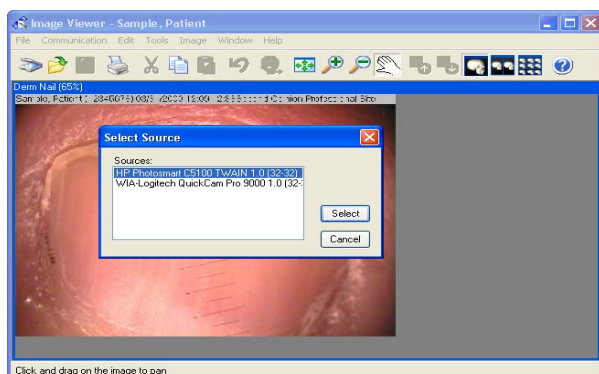 Image Viewer - Sample, Patient
File Communication Edit Tools Image Window Help
Derm Nail (65%)
Sample, Patient
Select Source
Sources:
HP Photosmart C5100 TWAIN 1.0 (32-32)
WIA-Logitech QuickCam Pro 9000 1.0 (32-
Select
Cancel
Click and drag on the image to pan